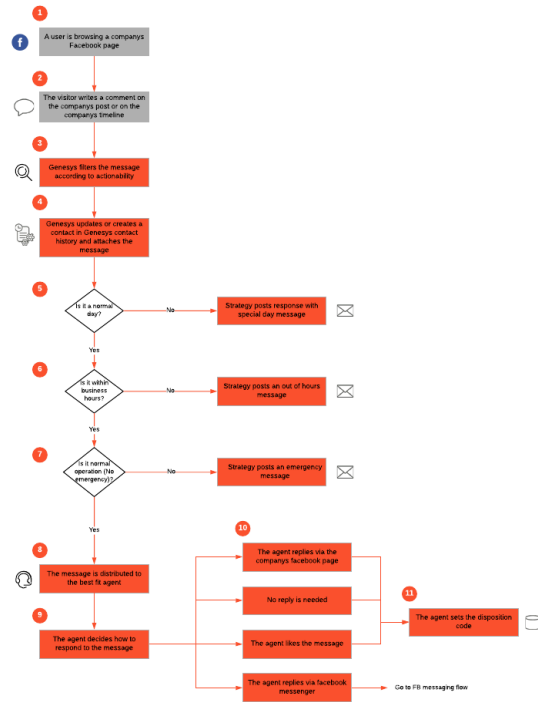 1
A user is browsing a companys
Facebook page
f
2
The visitor writes a comment on
the companys post or on the
companys timeline
3
Genesys filters the message
according to actionability
4
Genesys updates or creates a
contact in Genesys contact
history and attaches the
message
5
Is it a normal
day?
No
Strategy posts response with
special day message
Yes
6
Is it within
business
hours?
No
Strategy posts an out of hours
message
Yes
7
Is it normal
operation (No
emergency)?
No
Strategy posts an emergency
message
Yes
8
The message is distributed to
the best fit agent
9
The agent decides how to
respond to the message
10
The agent replies via the
companys facebook page
No reply is needed
The agent likes the message
The agent replies via facebook
messenger
Go to FB messaging flow
11
The agent sets the disposition
code